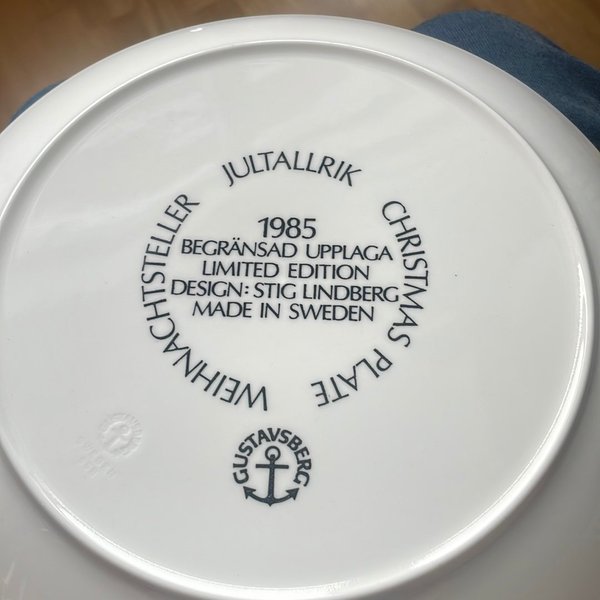 JULTALLRIK
CHRISTMAS PLATE
WEIHNACHTSTELLER
1985
BEGRÄNSAD UPPLAGA
LIMITED EDITION
DESIGN: STIG LINDBERG
MADE IN SWEDEN
GUSTAVSBERG